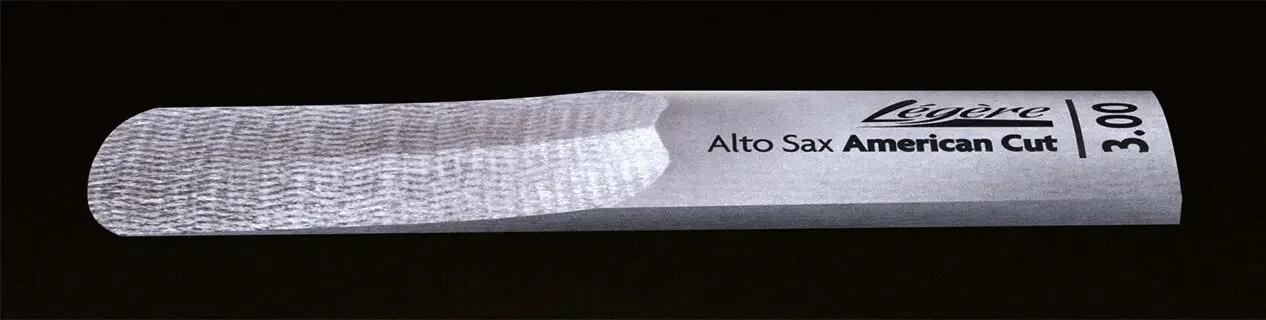 Légère
Alto Sax American Cut
3.00